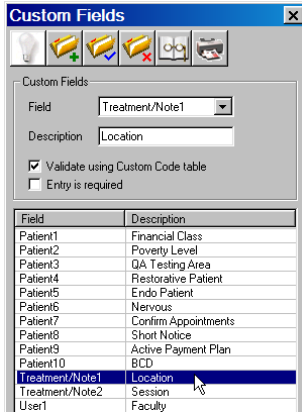 Custom Fields
Custom Fields
Field Treatment/Note1
Description Location
Validate using Custom Code table
Entry is required
Field Description
Patient1 Financial Class
Patient2 Poverty Level
Patient3 QA Testing Area
Patient4 Restorative Patient
Patient5 Endo Patient
Patient6 Nervous
Patient7 Confirm Appointments
Patient8 Short Notice
Patient9 Active Payment Plan
Patient10 BCD
Treatment/Note1 Location
Treatment/Note2 Session
User1 Faculty